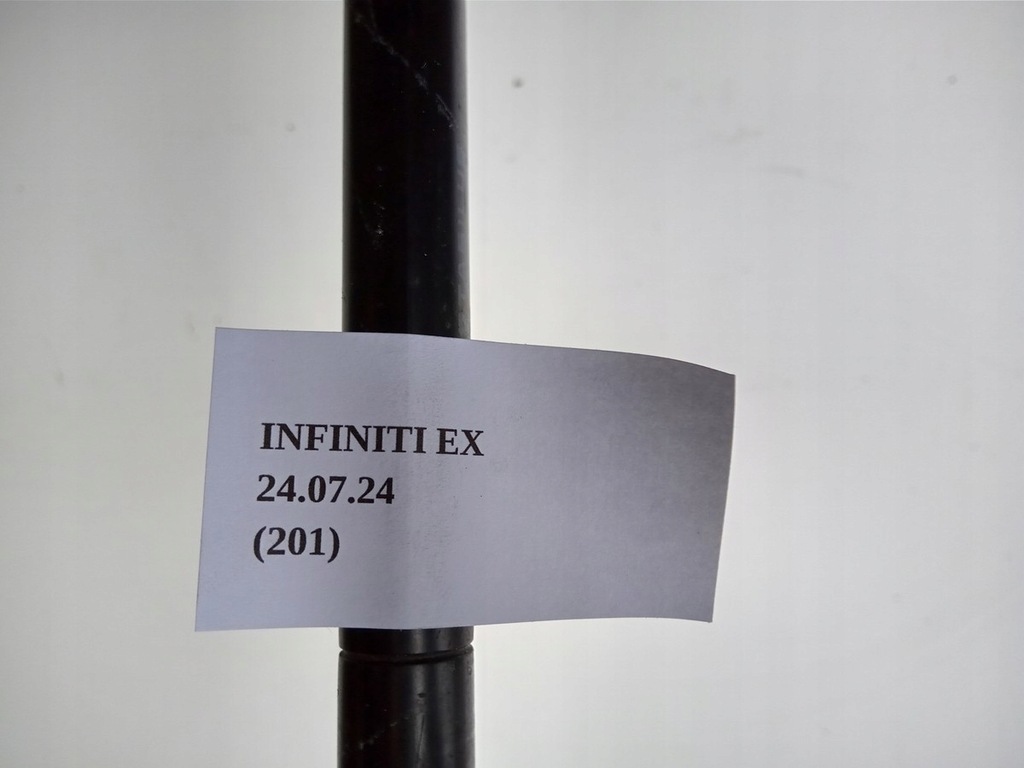 INFINITI EX
24.07.24
(201)